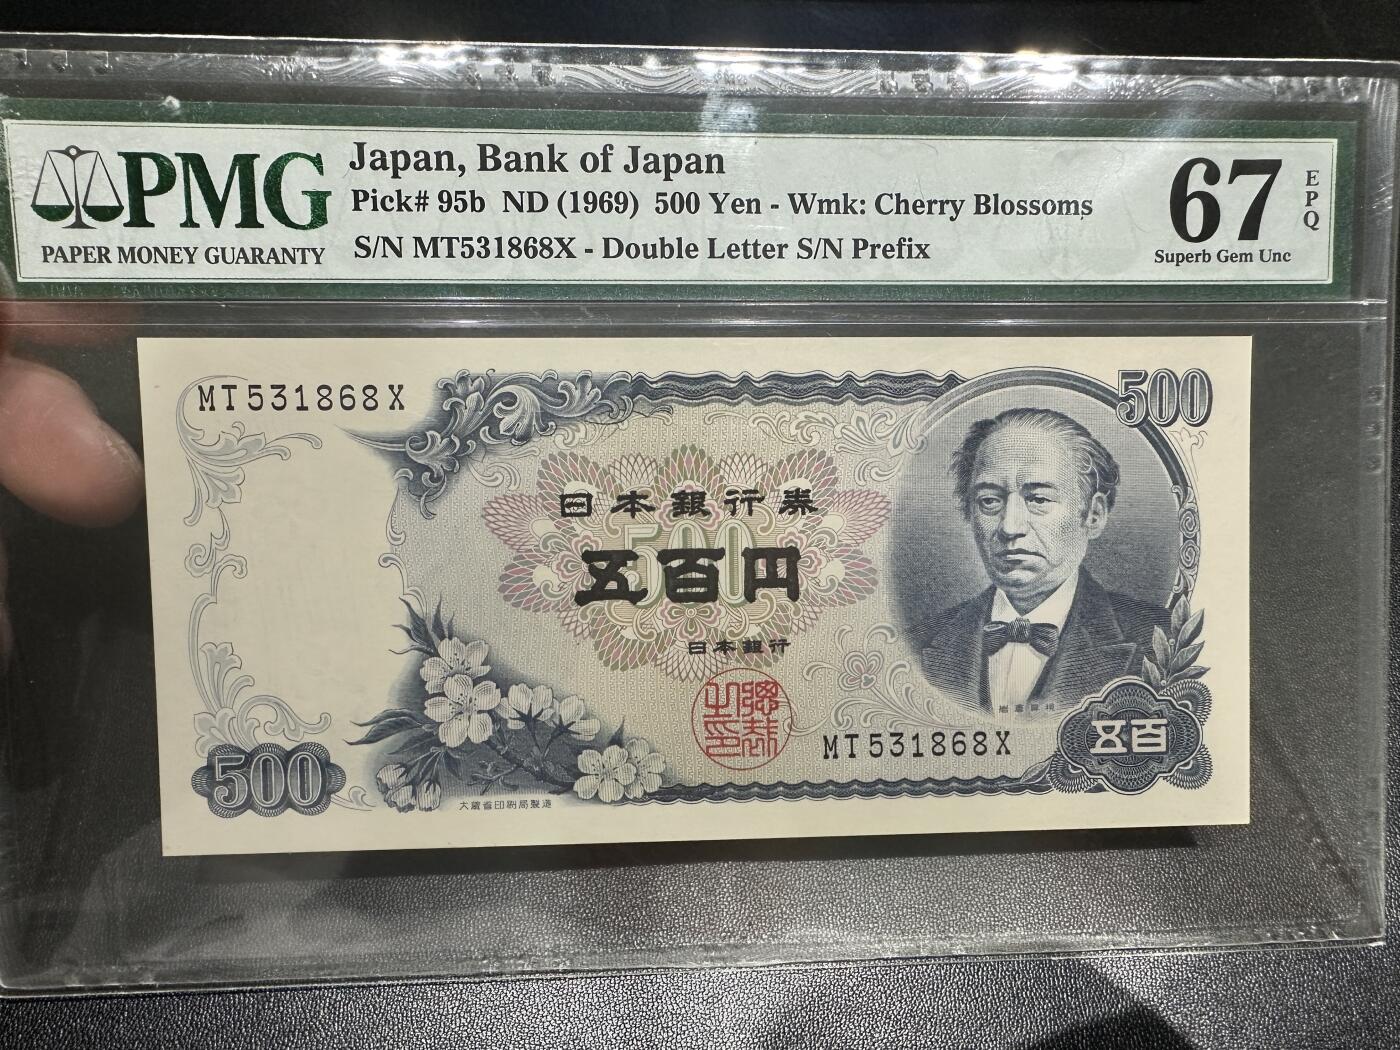 PMG
PAPER MONEY GUARANTY
Japan, Bank of Japan
Pick# 95b ND (1969) 500 Yen - Wmk: Cherry Blossoms
S/N MT531868X - Double Letter S/N Prefix
67
EPQ
Superb Gem Unc
MT531868X
500
日本銀行券
500
五百円
日本銀行
MT531868X
五百
500
大蔵省印刷局製造